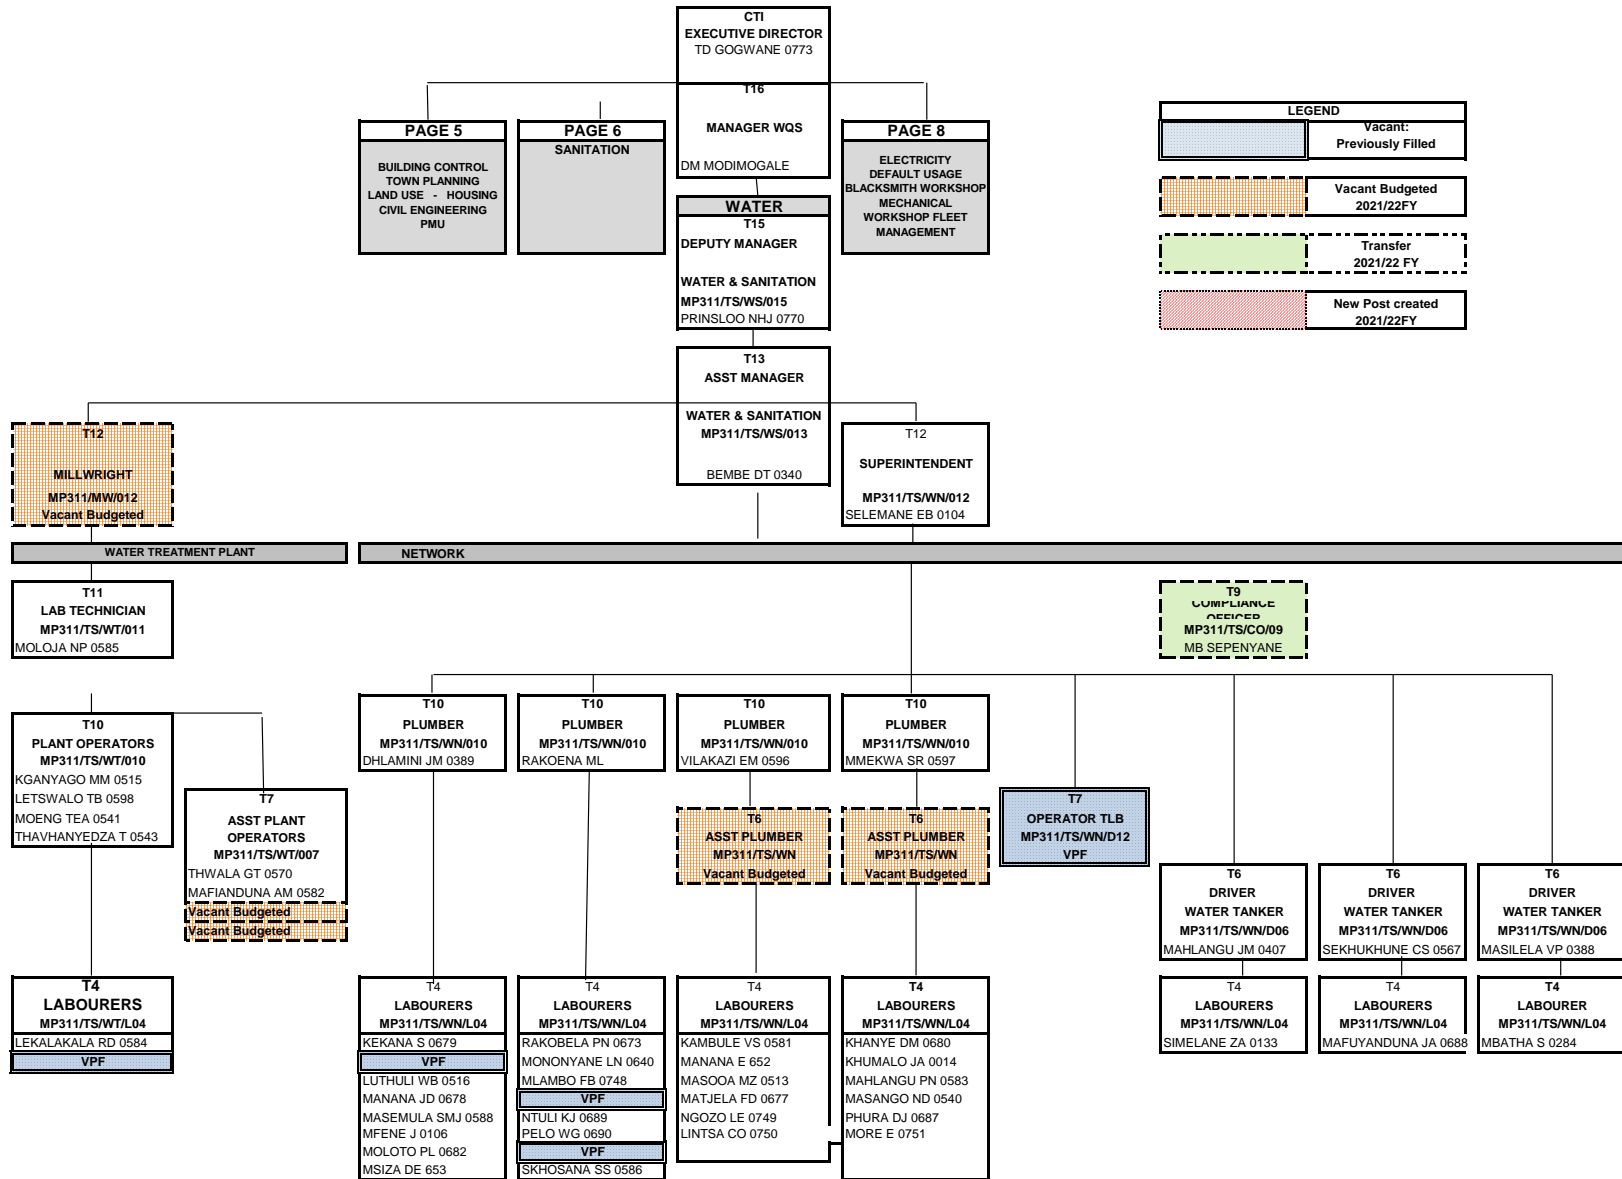 CTI
EXECUTIVE DIRECTOR
TD GOGWANE 0773
T16
MANAGER WQS
DM MODIMOGALE
PAGE 5
BUILDING CONTROL
TOWN PLANNING
LAND USE - HOUSING
CIVIL ENGINEERING
PMU
PAGE 6
SANITATION
PAGE 8
ELECTRICITY
DEFAULT USAGE
BLACKSMITH WORKSHOP
MECHANICAL
WORKSHOP FLEET
MANAGEMENT
LEGEND
Vacant:
Previously Filled
Vacant Budgeted
2021/22FY
Transfer
2021/22 FY
New Post created
2021/22FY
WATER
T15
DEPUTY MANAGER
WATER & SANITATION
MP311/TS/WS/015
PRINSLOO NHJ 0770
T13
ASST MANAGER
WATER & SANITATION
MP311/TS/WS/013
BEMBE DT 0340
T12
MILLWRIGHT
MP311/MW/012
Vacant Budgeted
T12
SUPERINTENDENT
MP311/TS/WN/012
SELEMANE EB 0104
WATER TREATMENT PLANT
NETWORK
T11
LAB TECHNICIAN
MP311/TS/WT/011
MOLOJA NP 0585
T9
COMPLIANCE
OFFICER
MP311/TS/CO/09
MB SEPENYANE
T10
PLANT OPERATORS
MP311/TS/WT/010
KGANYAGO MM 0515
LETSWALO TB 0598
MOENG TEA 0541
THAVHANYEDZA T 0543
T7
ASST PLANT
OPERATORS
MP311/TS/WT/007
THWALA GT 0570
MAFIANDUNA AM 0582
Vacant Budgeted
Vacant Budgeted
T10
PLUMBER
MP311/TS/WN/010
DHLAMINI JM 0389
T10
PLUMBER
MP311/TS/WN/010
RAKOENA ML
T10
PLUMBER
MP311/TS/WN/010
VILAKAZI EM 0596
T10
PLUMBER
MP311/TS/WN/010
MMEKWA SR 0597
T6
ASST PLUMBER
MP311/TS/WN
Vacant Budgeted
T6
ASST PLUMBER
MP311/TS/WN
Vacant Budgeted
T7
OPERATOR TLB
MP311/TS/WN/D12
VPF
T6
DRIVER
WATER TANKER
MP311/TS/WN/D06
MAHLANGU JM 0407
T6
DRIVER
WATER TANKER
MP311/TS/WN/D06
SEKHUKHUNE CS 0567
T6
DRIVER
WATER TANKER
MP311/TS/WN/D06
MASILELA VP 0388
T4
LABOURERS
MP311/TS/WT/L04
LEKALAKALA RD 0584
VPF
T4
LABOURERS
MP311/TS/WN/L04
KEKANA S 0679
VPF
LUTHULI WB 0516
MANANA JD 0678
MASEMULA SMJ 0588
MFENE J 0106
MOLOTO PL 0682
MSIZA DE 653
T4
LABOURERS
MP311/TS/WN/L04
RAKOBELA PN 0673
MONONYANE LN 0640
MLAMBO FB 0748
VPF
NTULI KJ 0689
PELO WG 0690
VPF
SKHOSANA SS 0586
T4
LABOURERS
MP311/TS/WN/L04
KAMBULE VS 0581
MANANA E 652
MASOOA MZ 0513
MATJELA FD 0677
NGOZO LE 0749
LINTSA CO 0750
T4
LABOURERS
MP311/TS/WN/L04
KHANYE DM 0680
KHUMALO JA 0014
MAHLANGU PN 0583
MASANGO ND 0540
PHURA DJ 0687
MORE E 0751
T4
LABOURERS
MP311/TS/WN/L04
SIMELANE ZA 0133
T4
LABOURERS
MP311/TS/WN/L04
MAFUYANDUNA JA 0688
T4
LABOURER
MP311/TS/WN/L04
MBATHA S 0284